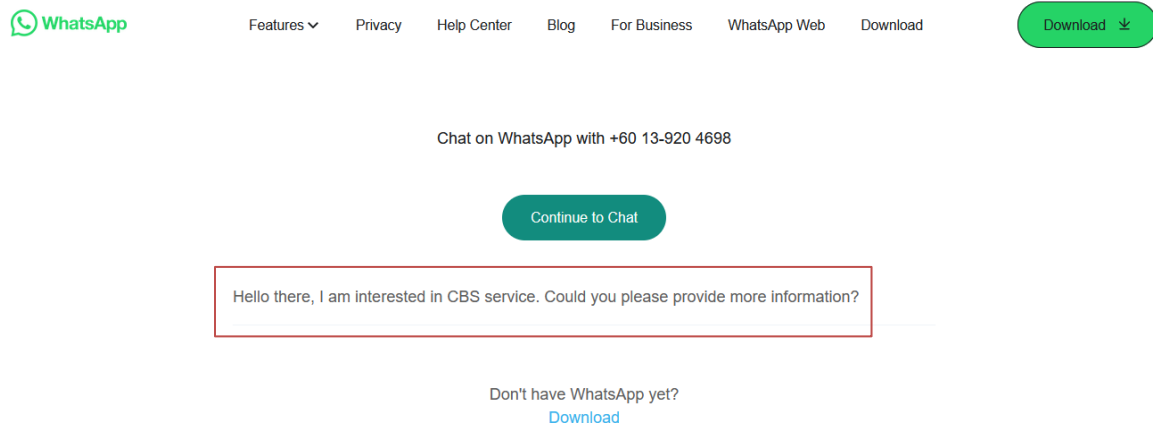 WhatsApp Features Privacy Help Center Blog For Business WhatsApp Web Download Download
Chat on WhatsApp with +60 13-920 4698
Continue to Chat
Hello there, I am interested in CBS service. Could you please provide more information?
Don't have WhatsApp yet?
Download